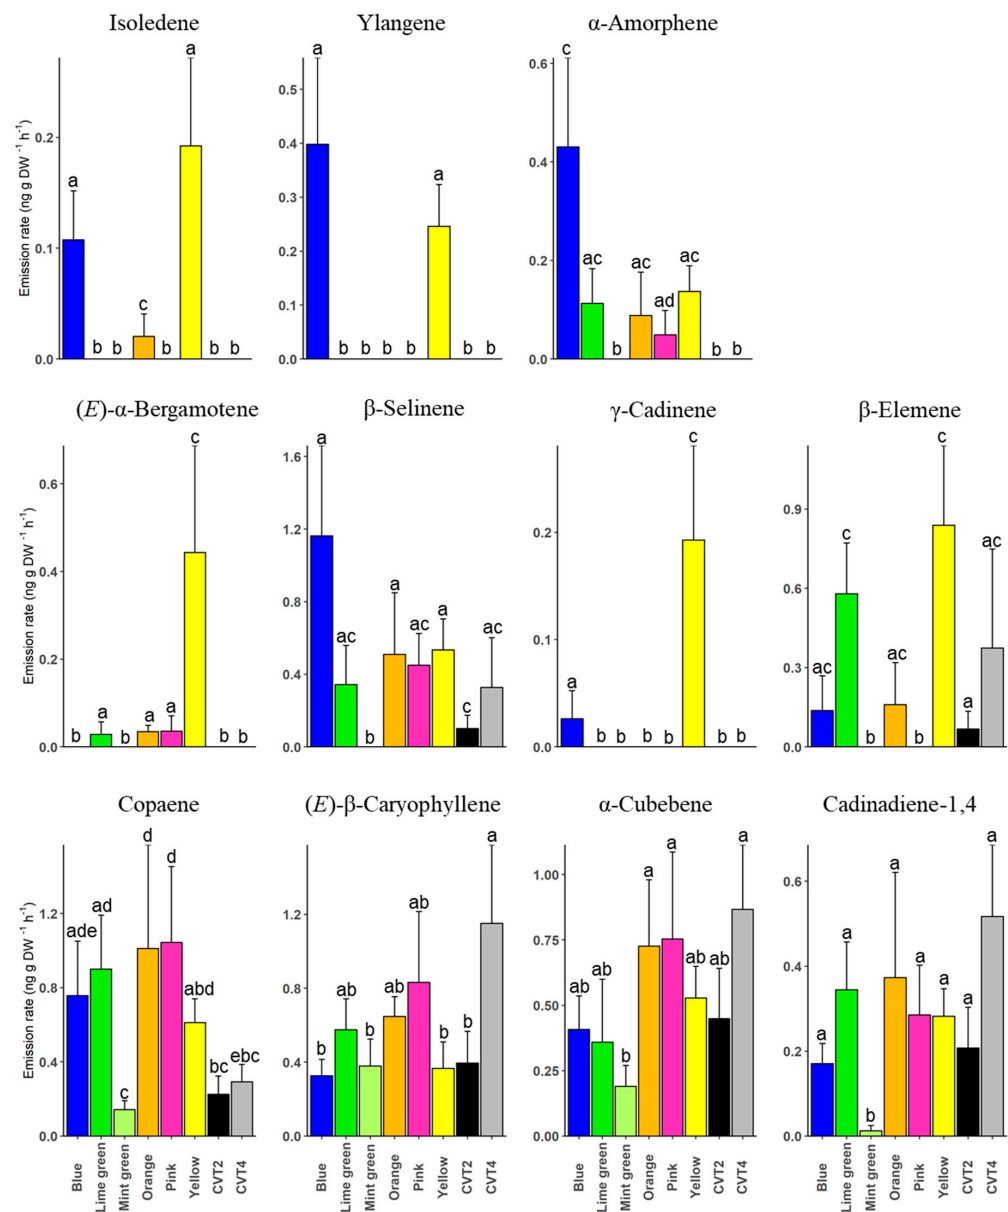 Isoledene
Ylangene
α-Amorphene
Emission rate (ng g DW ⁻¹ h⁻¹)
0.2
0.1
0.0
a
b
b
c
b
a
b
b
0.5
0.4
0.3
0.2
0.1
0.0
a
b
b
b
b
a
b
b
0.6
0.4
0.2
0.0
c
ac
b
ac
ad
ac
b
b
(E)-α-Bergamotene
β-Selinene
γ-Cadinene
β-Elemene
Emission rate (ng g DW ⁻¹ h⁻¹)
0.6
0.4
0.2
0.0
b
a
b
a
a
c
b
b
1.6
1.2
0.8
0.4
0.0
a
ac
b
a
ac
a
c
ac
0.2
0.1
0.0
a
b
b
b
b
c
b
b
0.9
0.6
0.3
0.0
ac
c
b
ac
b
c
a
ac
Copaene
(E)-β-Caryophyllene
α-Cubebene
Cadinadiene-1,4
Emission rate (ng g DW ⁻¹ h⁻¹)
1.2
0.8
0.4
0.0
ade
ad
c
d
d
abd
bc
ebc
Blue
Lime green
Mint green
Orange
Pink
Yellow
CVT2
CVT4
1.2
0.8
0.4
0.0
b
ab
b
ab
ab
b
b
a
Blue
Lime green
Mint green
Orange
Pink
Yellow
CVT2
CVT4
1.00
0.75
0.50
0.25
0.00
ab
ab
b
a
a
ab
ab
a
Blue
Lime green
Mint green
Orange
Pink
Yellow
CVT2
CVT4
0.6
0.4
0.2
0.0
a
a
b
a
a
a
a
a
Blue
Lime green
Mint green
Orange
Pink
Yellow
CVT2
CVT4